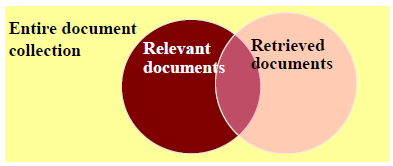 Entire document
collection
Relevant
documents
Retrieved
documents